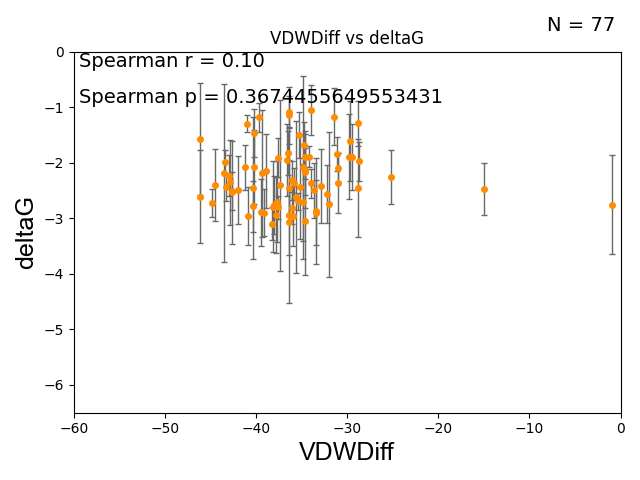 N = 77
VDWDiff vs deltaG
Spearman r = 0.10
Spearman p = 0.3674455649553431
0
−1
−2
−3
−4
−5
−6
deltaG
−60 −50 −40 −30 −20 −10 0
VDWDiff